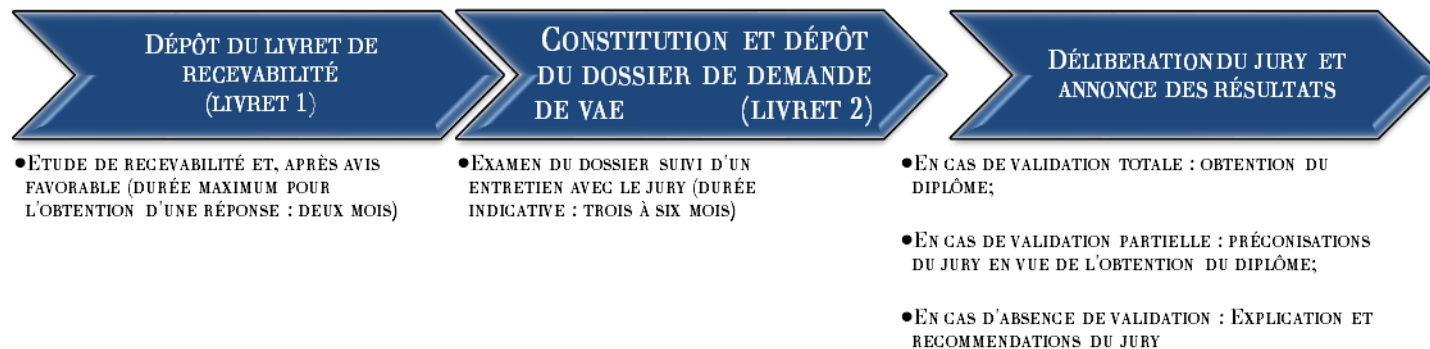 DÉPÔT DU LIVRET DE
RECEVABILITÉ
(LIVRET 1)
CONSTITUTION ET DÉPÔT
DU DOSSIER DE DEMANDE
DE VAE (LIVRET 2)
DÉLIBERATION DU JURY ET
ANNONCE DES RÉSULTATS
•ETUDE DE RECEVABILITÉ ET, APRÈS AVIS
FAVORABLE (DURÉE MAXIMUM POUR
L'OBTENTION D'UNE RÉPONSE : DEUX MOIS)
•EXAMEN DU DOSSIER SUIVI D'UN
ENTRETIEN AVEC LE JURY (DURÉE
INDICATIVE : TROIS À SIX MOIS)
•EN CAS DE VALIDATION TOTALE : OBTENTION DU
DIPLÔME;
•EN CAS DE VALIDATION PARTIELLE : PRÉCONISATIONS
DU JURY EN VUE DE L'OBTENTION DU DIPLÔME;
•EN CAS D'ABSENCE DE VALIDATION : EXPLICATION ET
RECOMMENDATIONS DU JURY